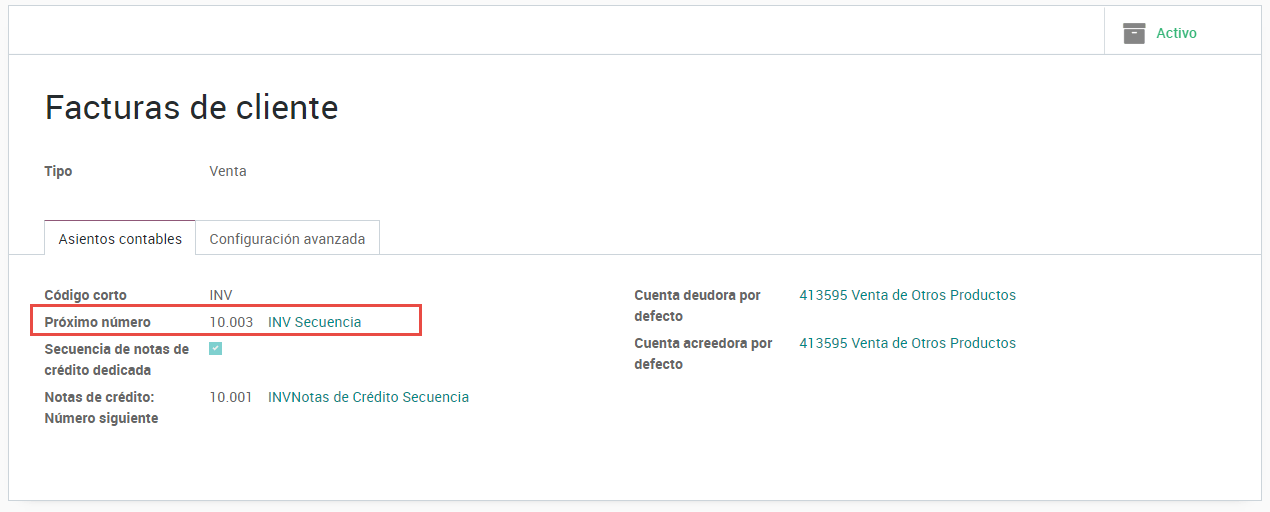 Activo
Facturas de cliente
Tipo Venta
Asientos contables Configuración avanzada
Código corto INV
Próximo número 10.003 INV Secuencia
Secuencia de notas de
crédito dedicada
Notas de crédito: 10.001 INVNotas de Crédito Secuencia
Número siguiente
Cuenta deudora por 413595 Venta de Otros Productos
defecto
Cuenta acreedora por 413595 Venta de Otros Productos
defecto